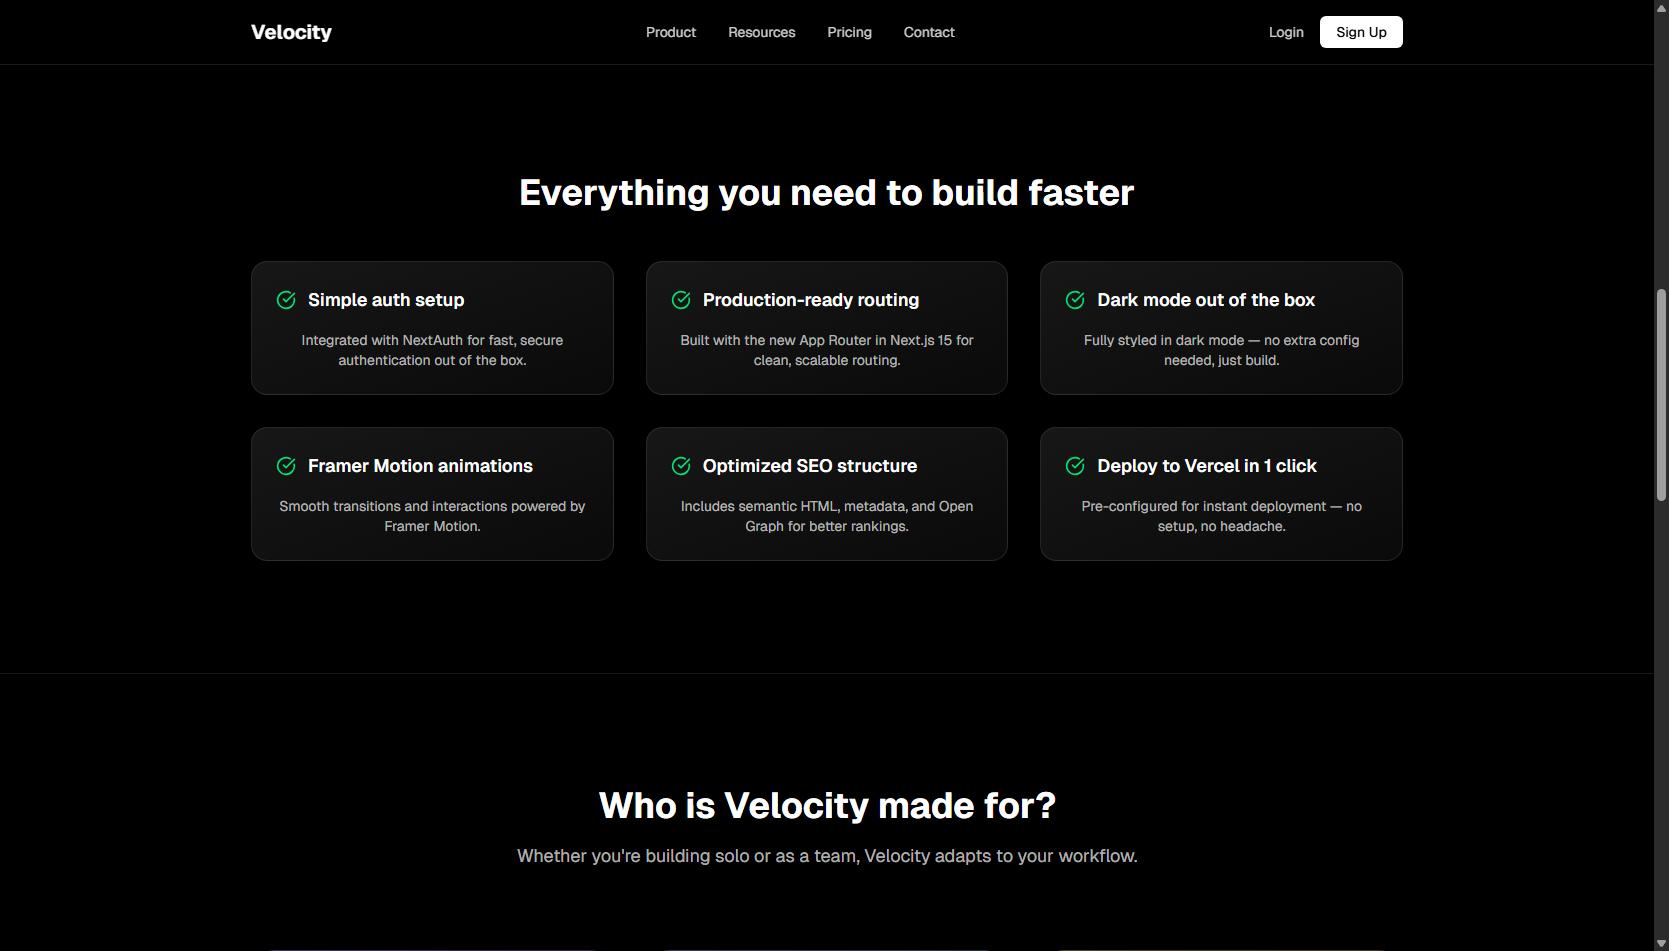 Velocity
Product
Resources
Pricing
Contact
Login
Sign Up
Everything you need to build faster
Simple auth setup
Integrated with NextAuth for fast, secure
authentication out of the box.
Production-ready routing
Built with the new App Router in Next.js 15 for
clean, scalable routing.
Dark mode out of the box
Fully styled in dark mode — no extra config
needed, just build.
Framer Motion animations
Smooth transitions and interactions powered by
Framer Motion.
Optimized SEO structure
Includes semantic HTML, metadata, and Open
Graph for better rankings.
Deploy to Vercel in 1 click
Pre-configured for instant deployment — no
setup, no headache.
Who is Velocity made for?
Whether you're building solo or as a team, Velocity adapts to your workflow.